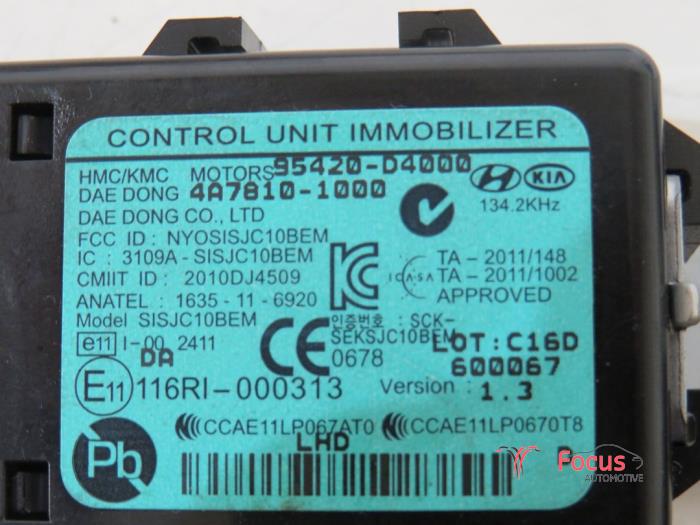 CONTROL UNIT IMMOBILIZER
HMC/KMC MOTORS 95420-D4000
DAE DONG 4A7810-1000
DAE DONG CO., LTD
KIA
134.2KHz
FCC ID : NYOSISJC10BEM
IC : 3109A - SISJC10BEM
CMIIT ID : 2010DJ4509
ANATEL : 1635 - 11 - 6920
Model SISJC10BEM
ICASA
TA - 2011/148
TA - 2011/1002
APPROVED
인증번호 : SCK-
SEKSJC10BEM
e11 I-00 2411
DA
CE 0678
LOT:C16D
600067
E11 116RI-000313
Version : 1.3
CCAE11LP067AT0 CCAE11LP0670T8
LHD
Pb
Focus
AUTOMOTIVE